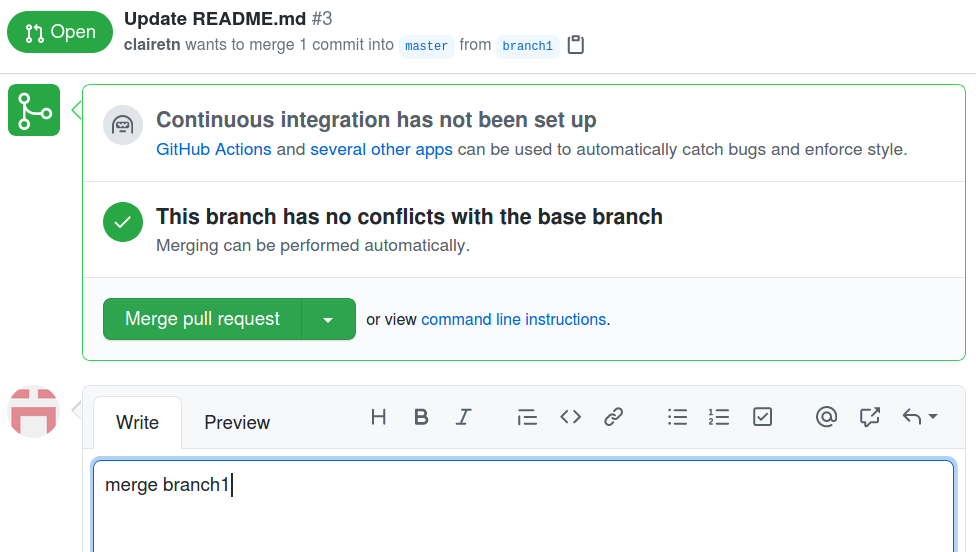 Open
Update README.md #3
clairetn wants to merge 1 commit into master from branch1
Continuous integration has not been set up
GitHub Actions and several other apps can be used to automatically catch bugs and enforce style.
This branch has no conflicts with the base branch
Merging can be performed automatically.
Merge pull request or view command line instructions.
Write Preview
merge branch1